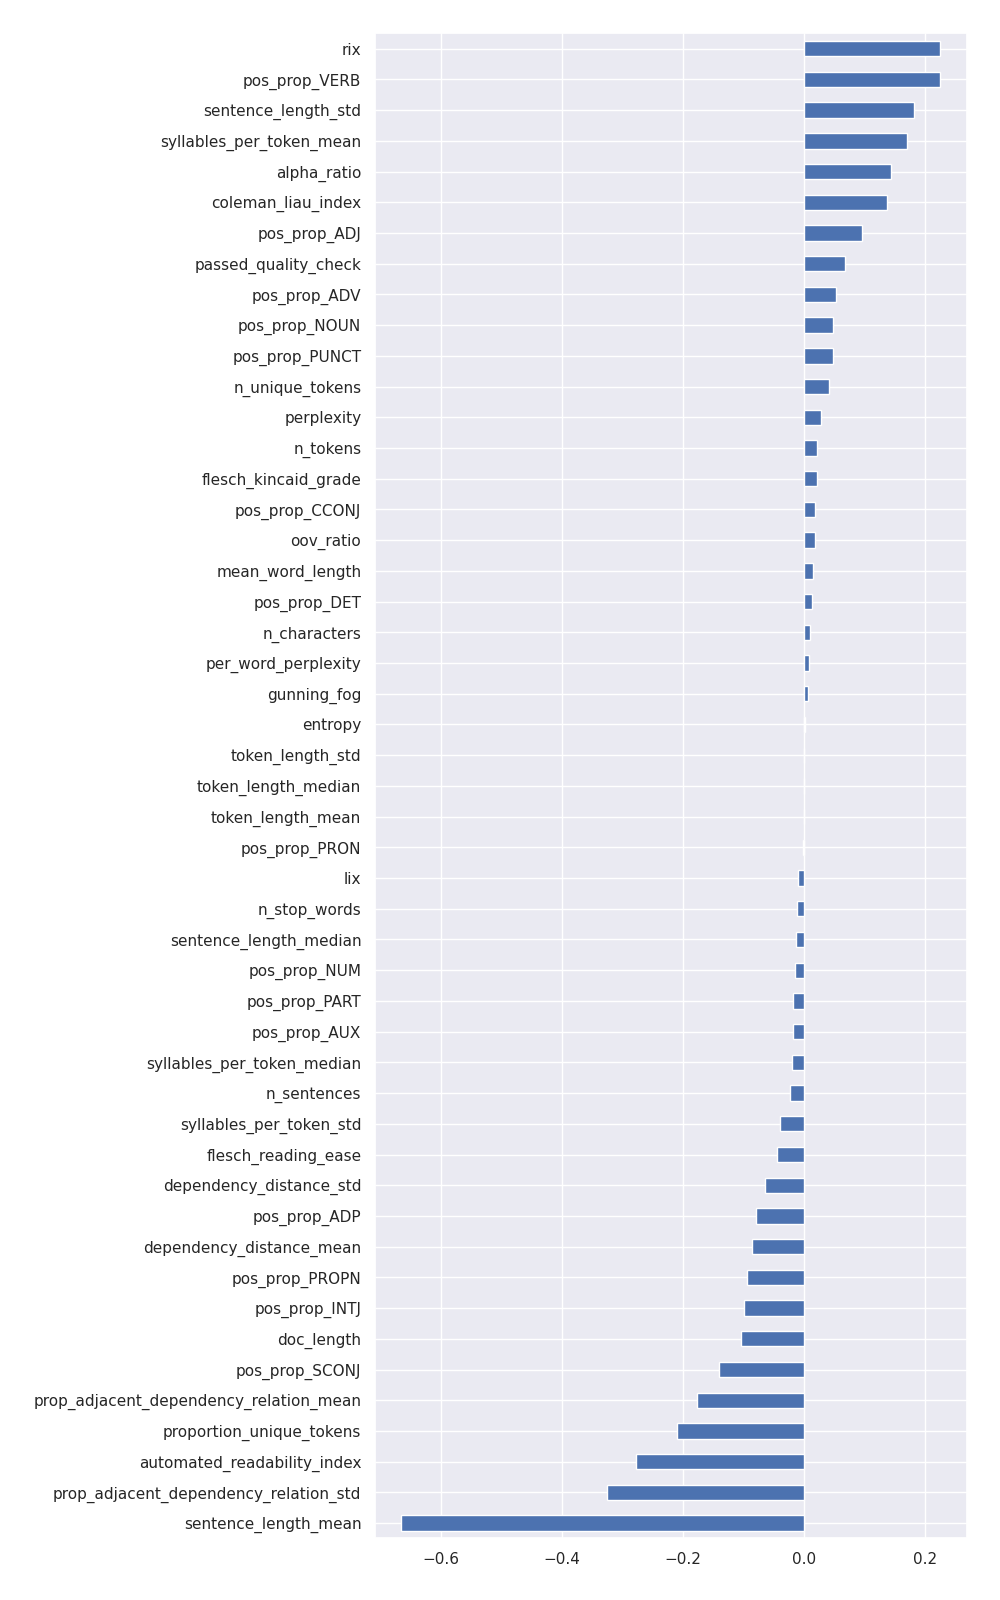 rix
pos_prop_VERB
sentence_length_std
syllables_per_token_mean
alpha_ratio
coleman_liau_index
pos_prop_ADJ
passed_quality_check
pos_prop_ADV
pos_prop_NOUN
pos_prop_PUNCT
n_unique_tokens
perplexity
n_tokens
flesch_kincaid_grade
pos_prop_CCONJ
oov_ratio
mean_word_length
pos_prop_DET
n_characters
per_word_perplexity
gunning_fog
entropy
token_length_std
token_length_median
token_length_mean
pos_prop_PRON
lix
n_stop_words
sentence_length_median
pos_prop_NUM
pos_prop_PART
pos_prop_AUX
syllables_per_token_median
n_sentences
syllables_per_token_std
flesch_reading_ease
dependency_distance_std
pos_prop_ADP
dependency_distance_mean
pos_prop_PROPN
pos_prop_INTJ
doc_length
pos_prop_SCONJ
prop_adjacent_dependency_relation_mean
proportion_unique_tokens
automated_readability_index
prop_adjacent_dependency_relation_std
sentence_length_mean
−0.6 −0.4 −0.2 0.0 0.2